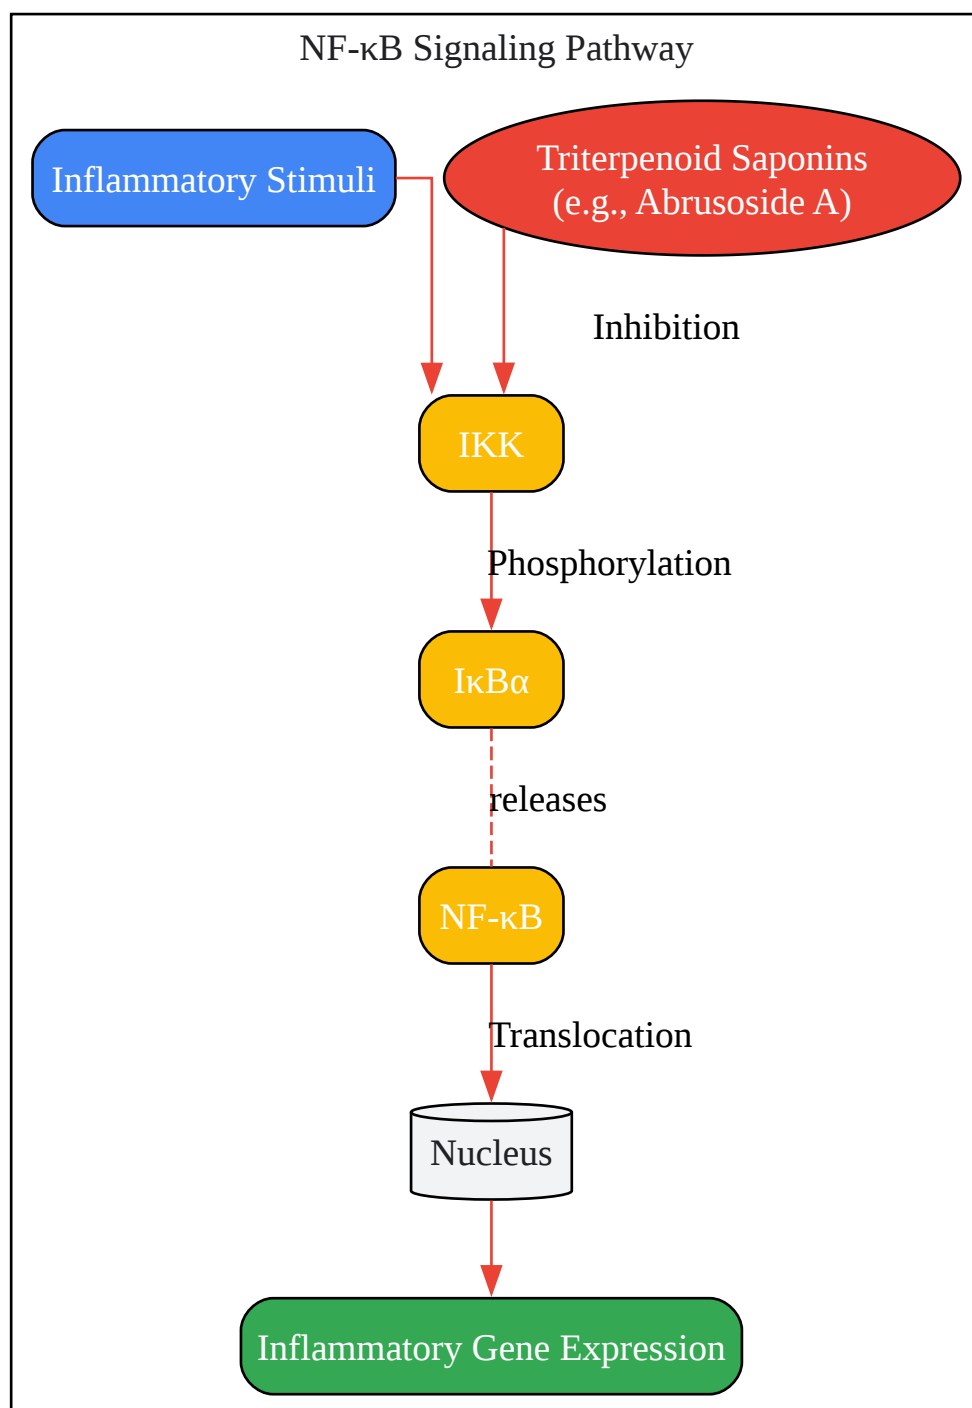 NF-κB Signaling Pathway
Inflammatory Stimuli
Triterpenoid Saponins
(e.g., Abrusoside A)
Inhibition
IKK
Phosphorylation
IκBα
releases
NF-κB
Translocation
Nucleus
Inflammatory Gene Expression